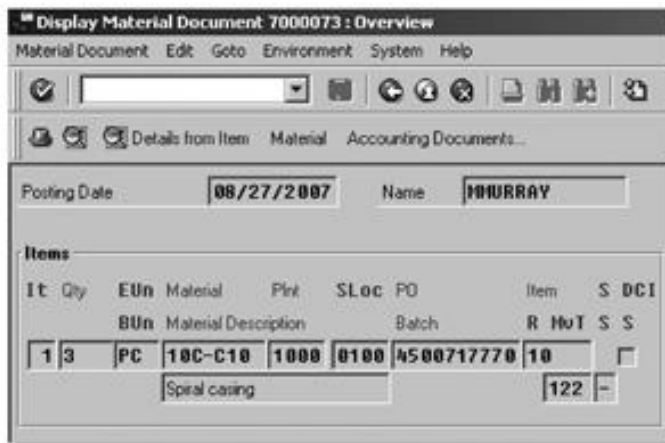 Display Material Document 7000073 : Overview
Material Document Edit Goto Environment System Help
Details from Item Material Accounting Documents...
Posting Date 08/27/2007 Name MMURRAY
Items
It Qty EUn Material Plnt SLoc PO Item S DCI
BUn Material Description Batch R MvT S S
1 3 PC 10C-C10 1000 0100 4500717770 10
Spiral casing 122 -